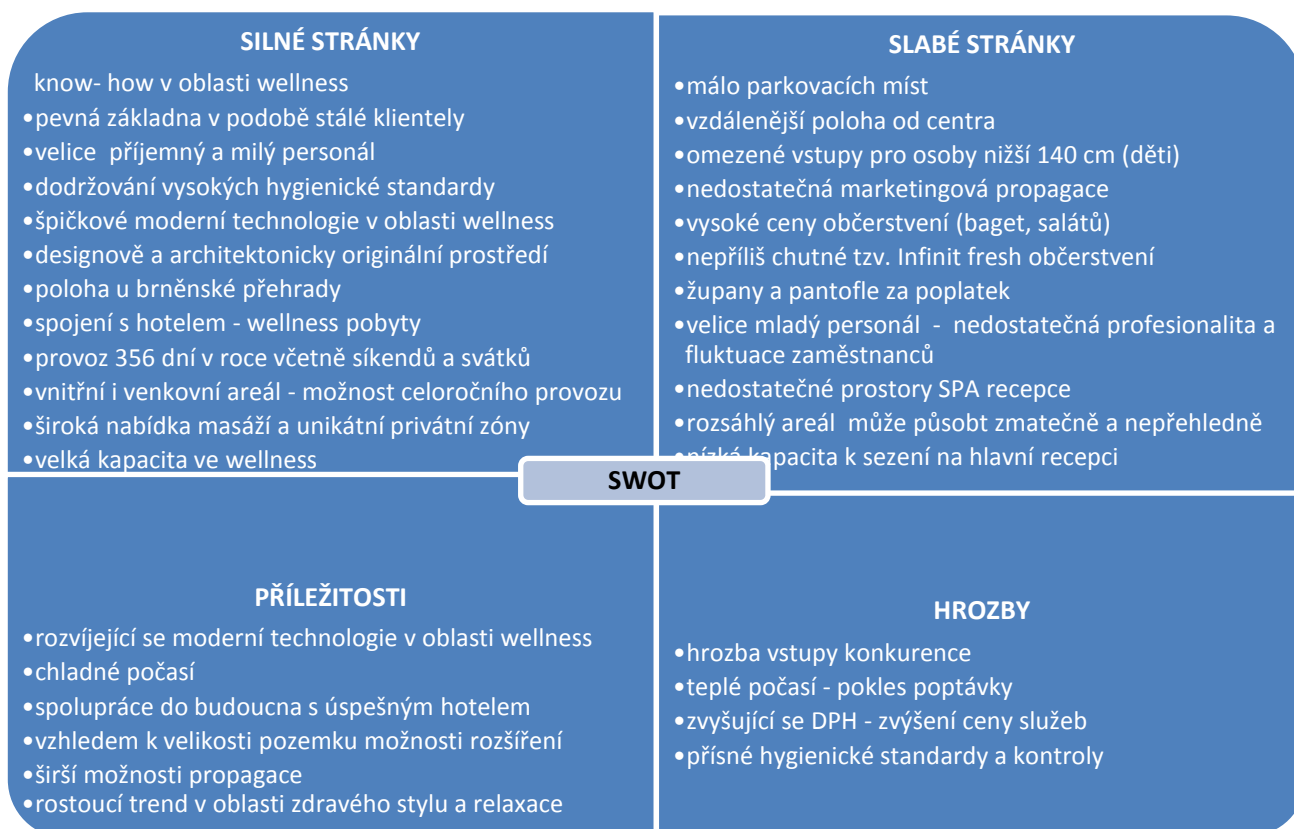 SILNÉ STRÁNKY
know- how v oblasti wellness
•pevná základna v podobě stálé klientely
•velice příjemný a milý personál
•dodržování vysokých hygienické standardy
•špičkové moderní technologie v oblasti wellness
•designově a architektonicky originální prostředí
•poloha u brněnské přehrady
•spojení s hotelem - wellness pobyty
•provoz 356 dní v roce včetně síkendů a svátků
•vnitřní i venkovní areál - možnost celoročního provozu
•široká nabídka masáží a unikátní privátní zóny
•velká kapacita ve wellness
SLABÉ STRÁNKY
•málo parkovacích míst
•vzdálenější poloha od centra
•omezené vstupy pro osoby nižší 140 cm (děti)
•nedostatečná marketingová propagace
•vysoké ceny občerstvení (baget, salátů)
•nepříliš chutné tzv. Infinit fresh občerstvení
•župany a pantofle za poplatek
•velice mladý personál - nedostatečná profesionalita a
fluktuace zaměstnanců
•nedostatečné prostory SPA recepce
•rozsáhlý areál může působt zmatečně a nepřehledně
•nízká kapacita k sezení na hlavní recepci
SWOT
PŘÍLEŽITOSTI
•rozvíjející se moderní technologie v oblasti wellness
•chladné počasí
•spolupráce do budoucna s úspěšným hotelem
•vzhledem k velikosti pozemku možnosti rozšíření
•širší možnosti propagace
•rostoucí trend v oblasti zdravého stylu a relaxace
HROZBY
•hrozba vstupy konkurence
•teplé počasí - pokles poptávky
•zvyšující se DPH - zvýšení ceny služeb
•přísné hygienické standardy a kontroly